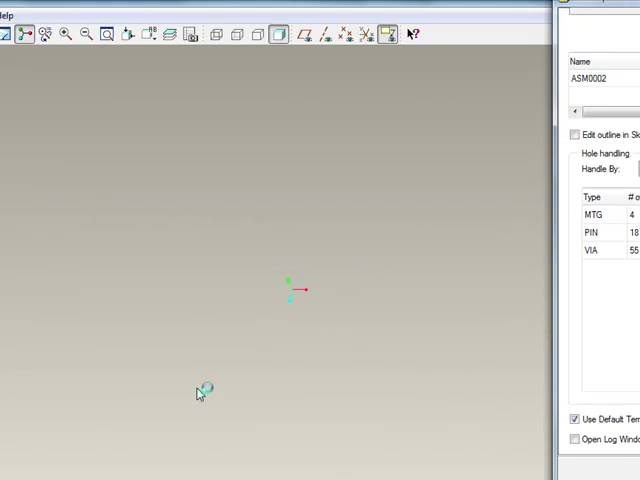 Help
Name
ASM0002
Edit outline in Sk
Hole handling
Handle By:
Type # o
MTG 4
PIN 18
VIA 55
Use Default Tem
Open Log Windo